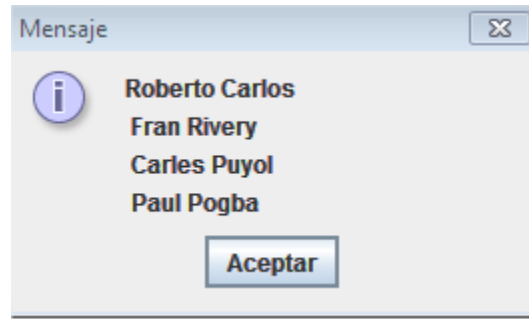 Mensaje
Roberto Carlos
Fran Rivery
Carles Puyol
Paul Pogba
Aceptar